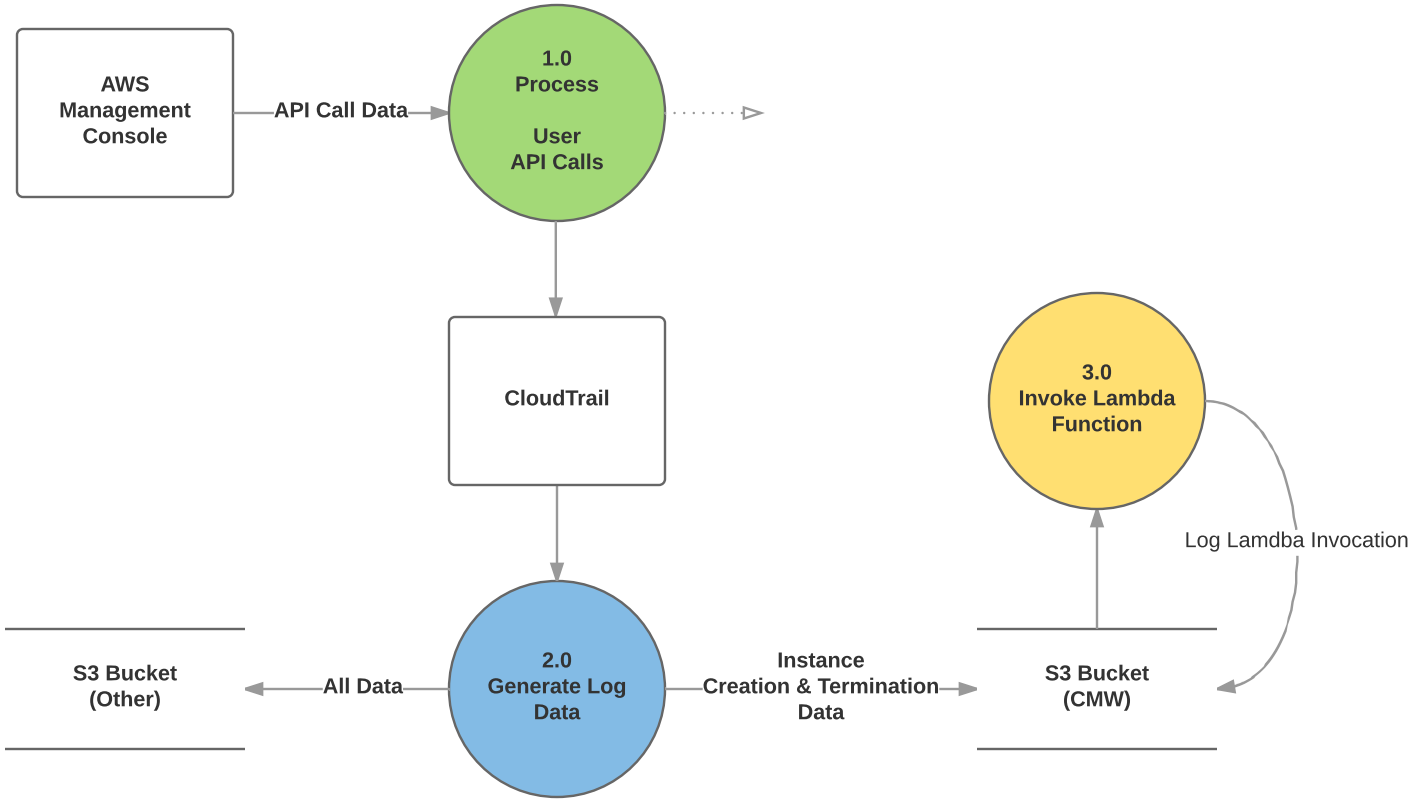 AWS
Management
Console
API Call Data
1.0
Process
User
API Calls
CloudTrail
3.0
Invoke Lambda
Function
Log Lamdba Invocation
S3 Bucket
(Other)
All Data
2.0
Generate Log
Data
Instance
Creation & Termination
Data
S3 Bucket
(CMW)